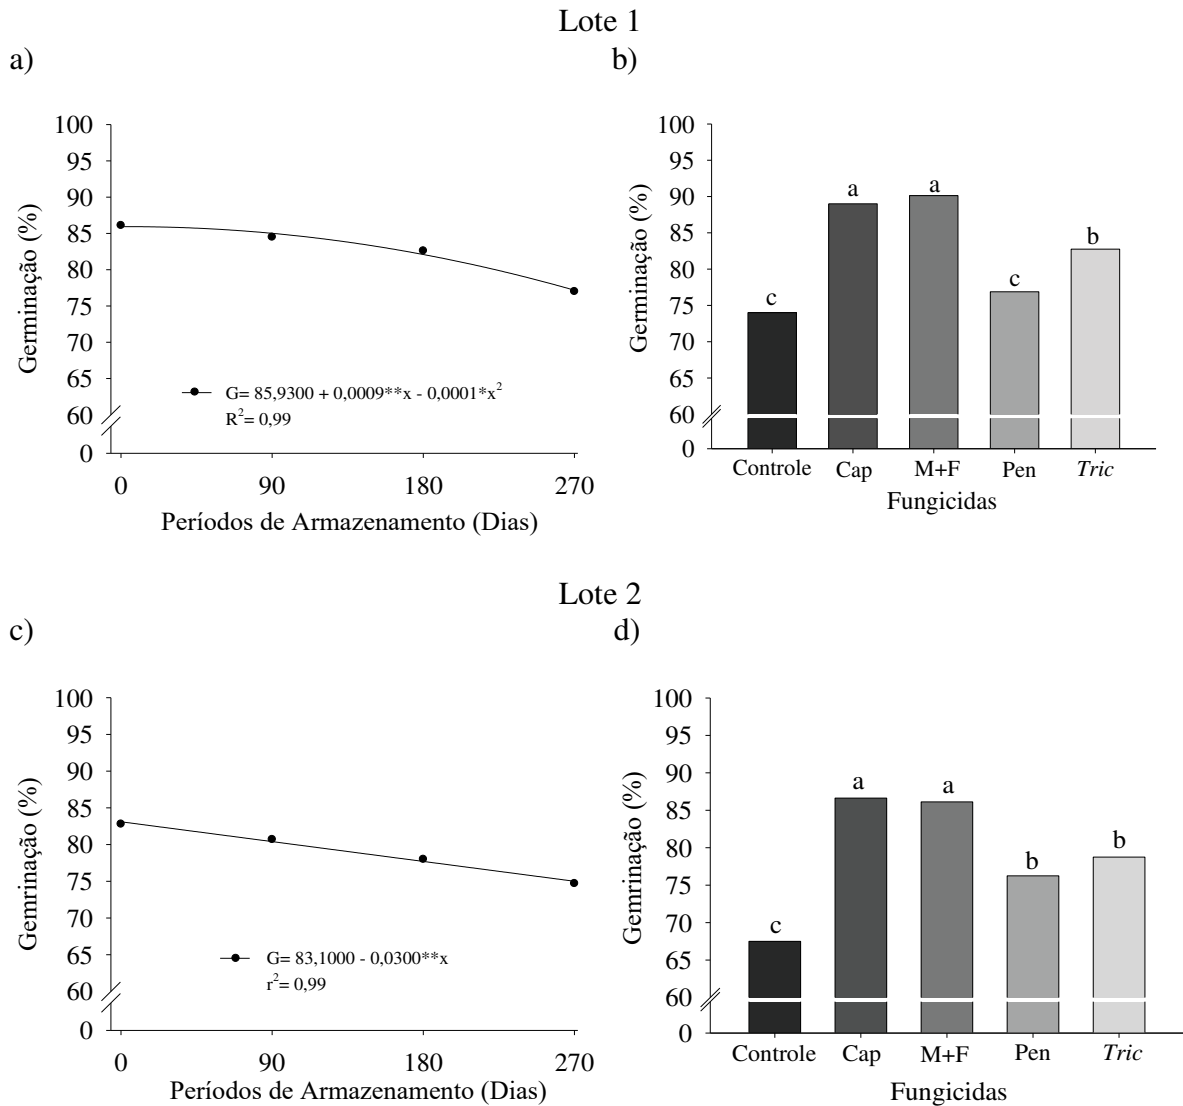 Lote 1
a)
Germinação (%)
100
95
90
85
80
75
70
65
60
0
G= 85,9300 + 0,0009**x - 0,0001*x²
R²= 0,99
0 90 180 270
Períodos de Armazenamento (Dias)
b)
Germinação (%)
100
95
90
85
80
75
70
65
60
0
c a a c b
Controle Cap M+F Pen Tric
Fungicidas
Lote 2
c)
Gemrinação (%)
100
95
90
85
80
75
70
65
60
0
G= 83,1000 - 0,0300**x
r²= 0,99
0 90 180 270
Períodos de Armazenamento (Dias)
d)
Gemrinação (%)
100
95
90
85
80
75
70
65
60
0
c a a b b
Controle Cap M+F Pen Tric
Fungicidas